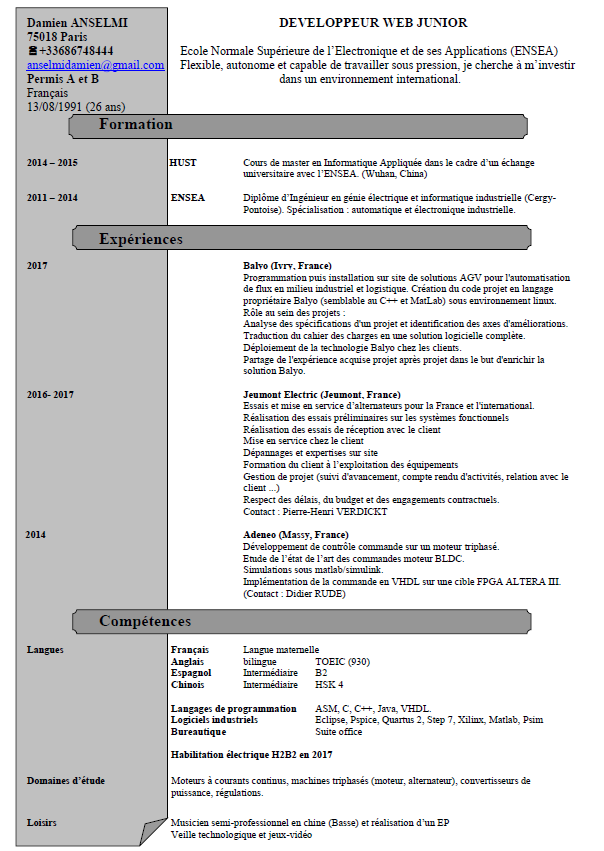 Damien ANSELMI
75018 Paris
☎+33686748444
anselmidamien@gmail.com
Permis A et B
Français
13/08/1991 (26 ans)
DEVELOPPEUR WEB JUNIOR
Ecole Normale Supérieure de l’Electronique et de ses Applications (ENSEA)
Flexible, autonome et capable de travailler sous pression, je cherche à m’investir
dans un environnement international.
Formation
2014 – 2015 HUST Cours de master en Informatique Appliquée dans le cadre d’un échange
universitaire avec l’ENSEA. (Wuhan, China)
2011 – 2014 ENSEA Diplôme d’Ingenieur en génie électrique et informatique industrielle (Cergy-
Pontoise). Spécialisation : automatique et électronique industrielle.
Expériences
2017 Balyo (Ivry, France)
Programmation puis installation sur site de solutions AGV pour l'automatisation
de flux en milieu industriel et logistique. Création du code projet en langage
propriétaire Balyo (semblable au C++ et MatLab) sous environnement linux.
Rôle au sein des projets :
Analyse des spécifications d'un projet et identification des axes d'améliorations.
Traduction du cahier des charges en une solution logicielle complète.
Déploiement de la technologie Balyo chez les clients.
Partage de l'expérience acquise projet après projet dans le but d'enrichir la
solution Balyo.
2016- 2017 Jeumont Electric (Jeumont, France)
Essais et mise en service d’alternateurs pour la France et l'international.
Réalisation des essais préliminaires sur les systèmes fonctionnels
Réalisation des essais de réception avec le client
Mise en service chez le client
Dépannages et expertises sur site
Formation du client à l’exploitation des équipements
Gestion de projet (suivi d'avancement, compte rendu d'activités, relation avec le
client ...)
Respect des délais, du budget et des engagements contractuels.
Contact : Pierre-Henri VERDICKT
2014 Adeneo (Massy, France)
Développement de contrôle commande sur un moteur triphasé.
Etude de l’état de l’art des commandes moteur BLDC.
Simulations sous matlab/simulink.
Implémentation de la commande en VHDL sur une cible FPGA ALTERA III.
(Contact : Didier RUDE)
Compétences
Langues Français Langue maternelle
Anglais bilingue TOEIC (930)
Espagnol Intermédiaire B2
Chinois Intermédiaire HSK 4
Langages de programmation ASM, C, C++, Java, VHDL.
Logiciels industriels Eclipse, Pspice, Quartus 2, Step 7, Xilinx, Matlab, Psim
Bureautique Suite office
Habilitation électrique H2B2 en 2017
Domaines d’étude Moteurs à courants continus, machines triphasés (moteur, alternateur), convertisseurs de
puissance, régulations.
Loisirs Musicien semi-professionnel en chine (Basse) et réalisation d’un EP
Veille technologique et jeux-vidéo